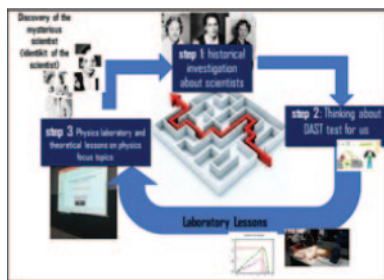 Discovery of the
mysterious
scientist
(identikit of the
scientist)
step 1: historical
investigation
about scientists
step 2: Thinking about
DAST test for us
step 3 Physics laboratory and
theoretical lessons on physics
focus topics
Laboratory Lessons